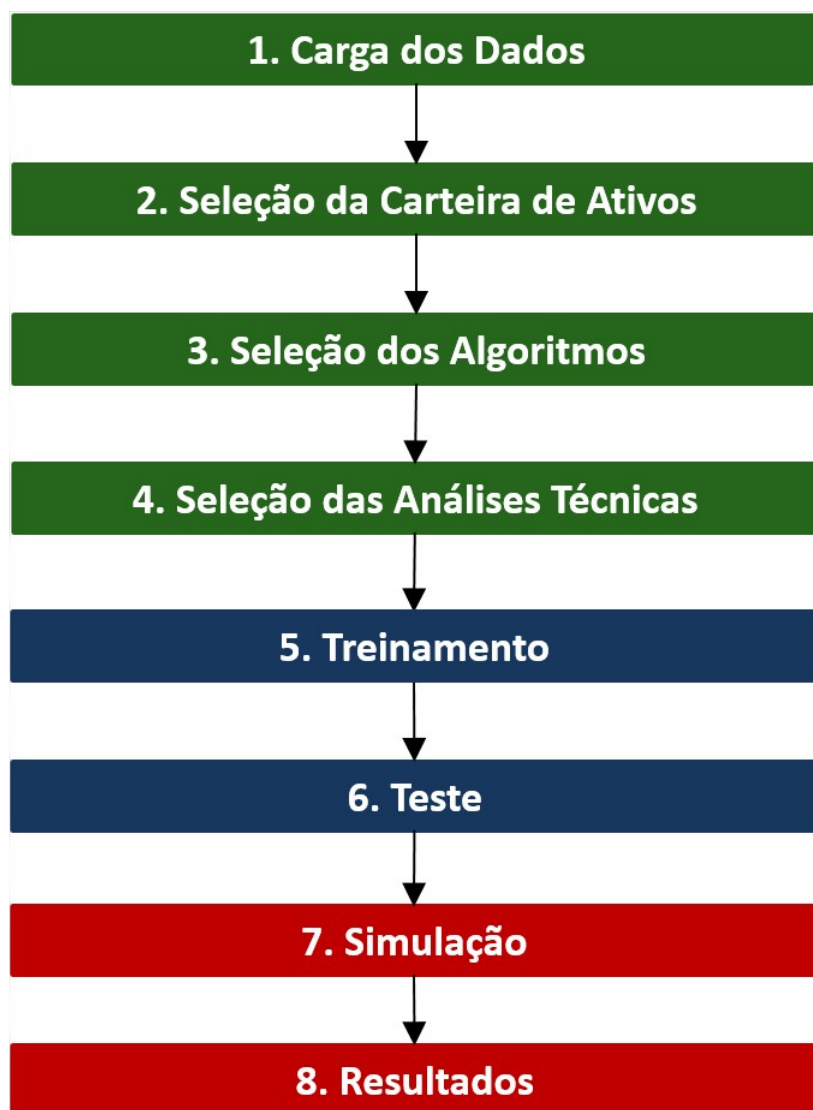 1. Carga dos Dados
2. Seleção da Carteira de Ativos
3. Seleção dos Algoritmos
4. Seleção das Análises Técnicas
5. Treinamento
6. Teste
7. Simulação
8. Resultados